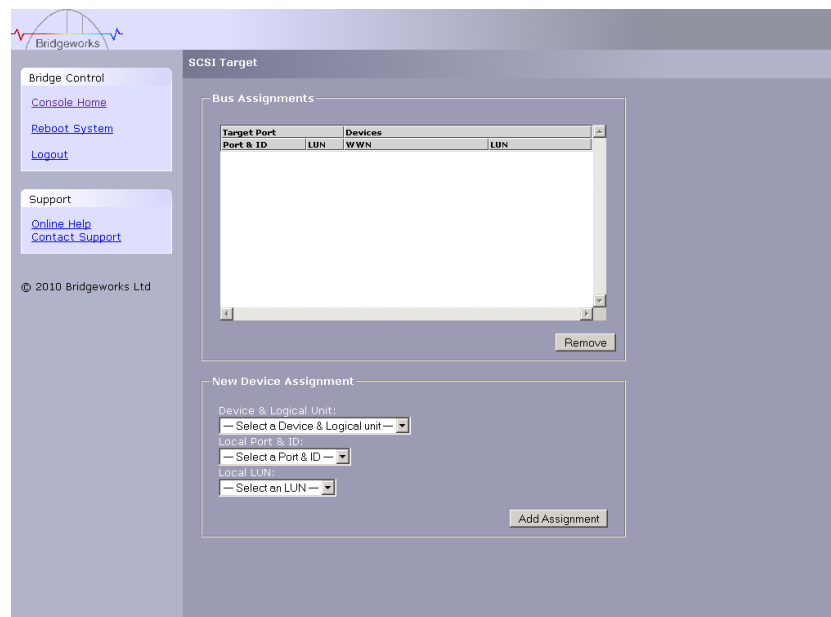 Bridgeworks
SCSI Target
Bridge Control
Console Home
Reboot System
Logout
Support
Online Help
Contact Support
© 2010 Bridgeworks Ltd
Bus Assignments
Target Port Devices
Port & ID LUN WWN LUN
Remove
New Device Assignment
Device & Logical Unit:
— Select a Device & Logical unit —
Local Port & ID:
— Select a Port & ID —
Local LUN:
— Select an LUN —
Add Assignment